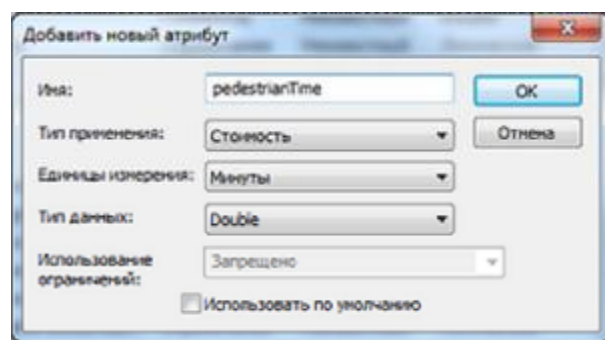 Добавить новый атрибут
Имя: pedestrianTime OK
Тип применения: Стоимость Отмена
Единицы измерения: Минуты
Тип данных: Double
Использование ограничений: Запрещено
Использовать по умолчанию